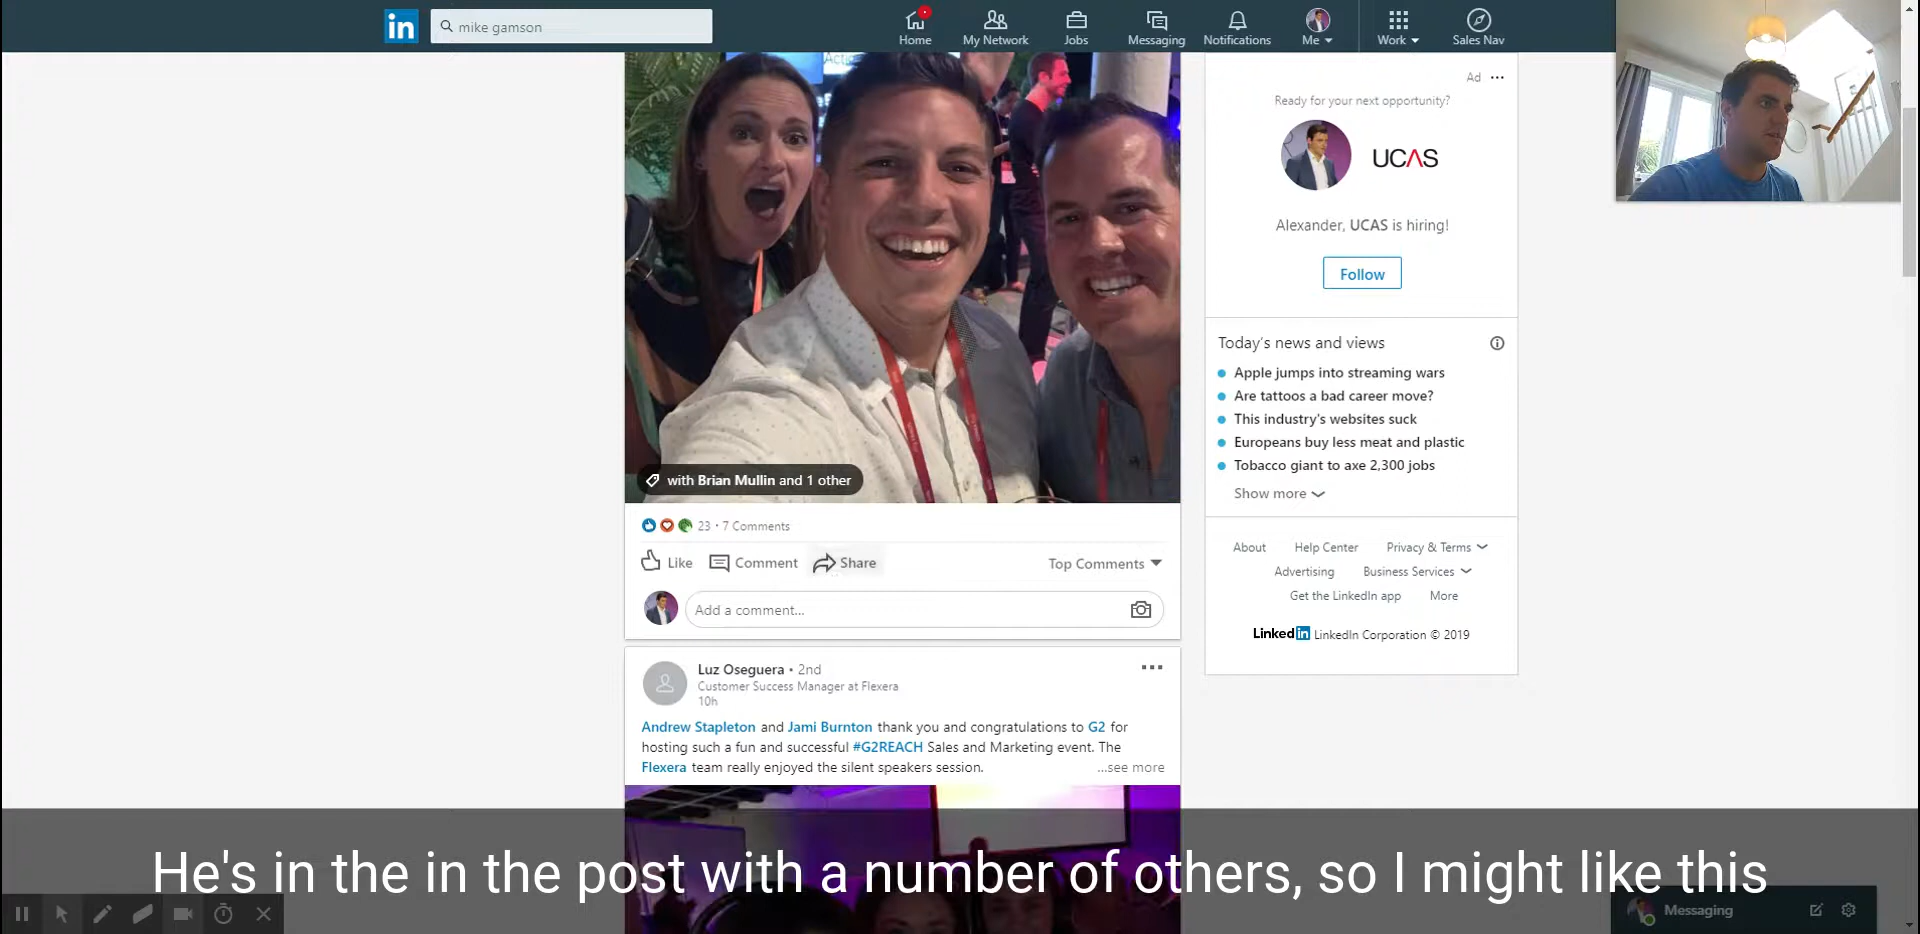 in
mike gamson
Home
My Network
Jobs
Messaging
Notifications
Me
Work
Sales Nav
with Brian Mullin and 1 other
23 • 7 Comments
Like
Comment
Share
Top Comments
Add a comment...
Luz Oseguera • 2nd
Customer Success Manager at Flexera
10h
Andrew Stapleton and Jami Burnton thank you and congratulations to G2 for
hosting such a fun and successful #G2REACH Sales and Marketing event. The
Flexera team really enjoyed the silent speakers session.
...see more
Ad
Ready for your next opportunity?
UCAS
Alexander, UCAS is hiring!
Follow
Today's news and views
Apple jumps into streaming wars
Are tattoos a bad career move?
This industry's websites suck
Europeans buy less meat and plastic
Tobacco giant to axe 2,300 jobs
Show more
About Help Center Privacy & Terms
Advertising Business Services
Get the LinkedIn app More
LinkedIn LinkedIn Corporation © 2019
He's in the in the post with a number of others, so I might like this
Messaging